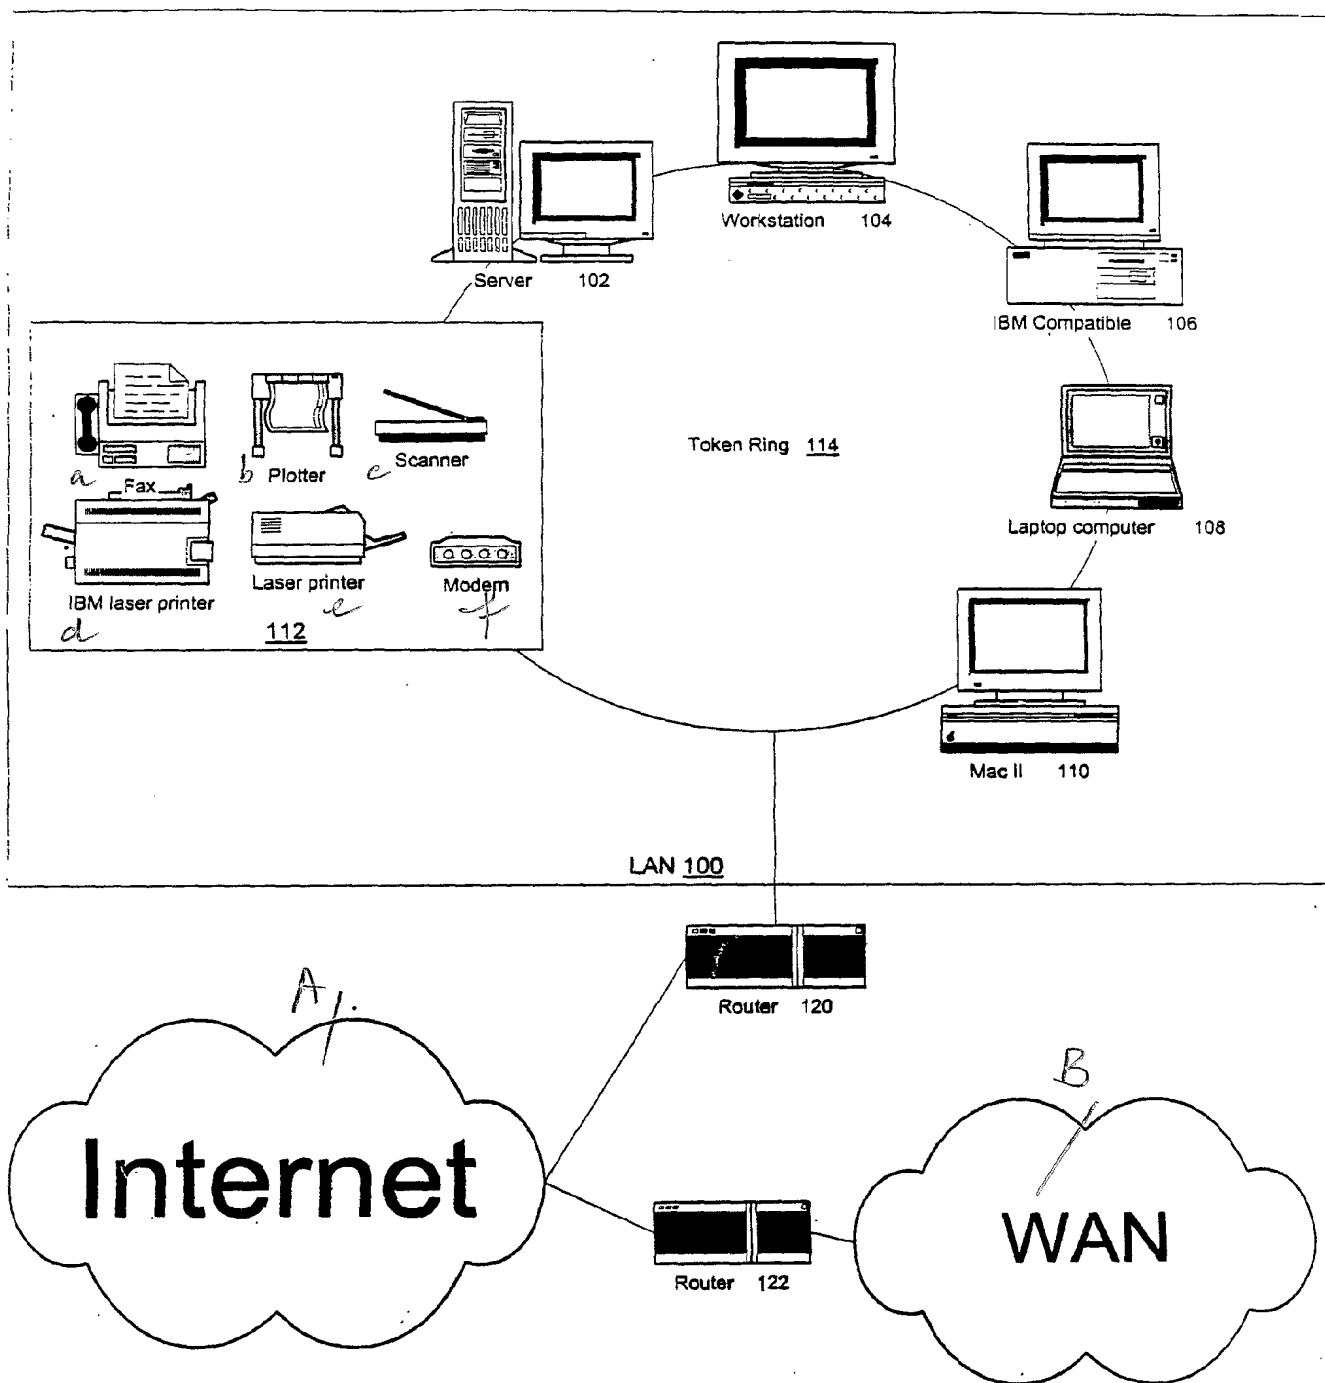 Workstation 104
Server 102
IBM Compatible 106
Token Ring 114
a Fax
b Plotter
c Scanner
Laptop computer 108
IBM laser printer
d
Laser printer
e
Modem
f
112
Mac II 110
LAN 100
Router 120
A
Internet
B
WAN
Router 122